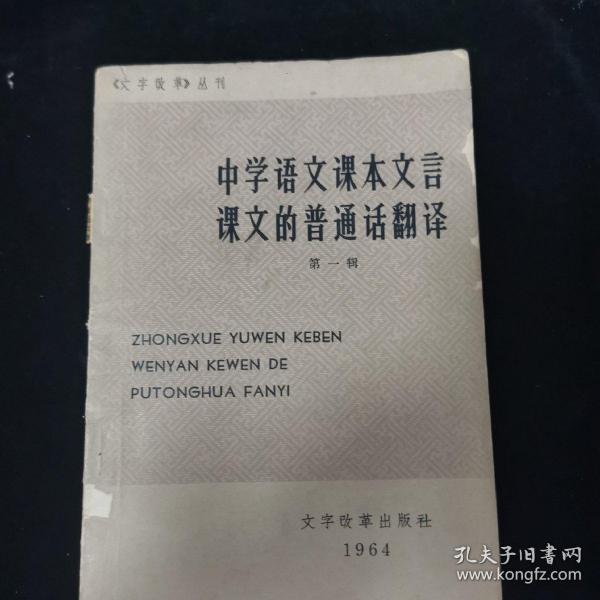 《文字改革》丛刊
中学语文课本文言
课文的普通话翻译
第一辑
ZHONGXUE YUWEN KEBEN
WENYAN KEWEN DE
PUTONGHUA FANYI
文字改革出版社
1964
孔夫子旧书网
www.kongfz.com